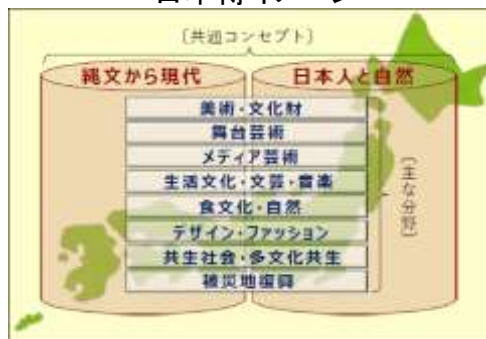 〔共通コンセプト〕
縄文から現代
日本人と自然
美術・文化財
舞台芸術
メディア芸術
生活文化・文芸・音楽
食文化・自然
デザイン・ファッション
共生社会・多文化共生
被災地復興
〔主な分野〕